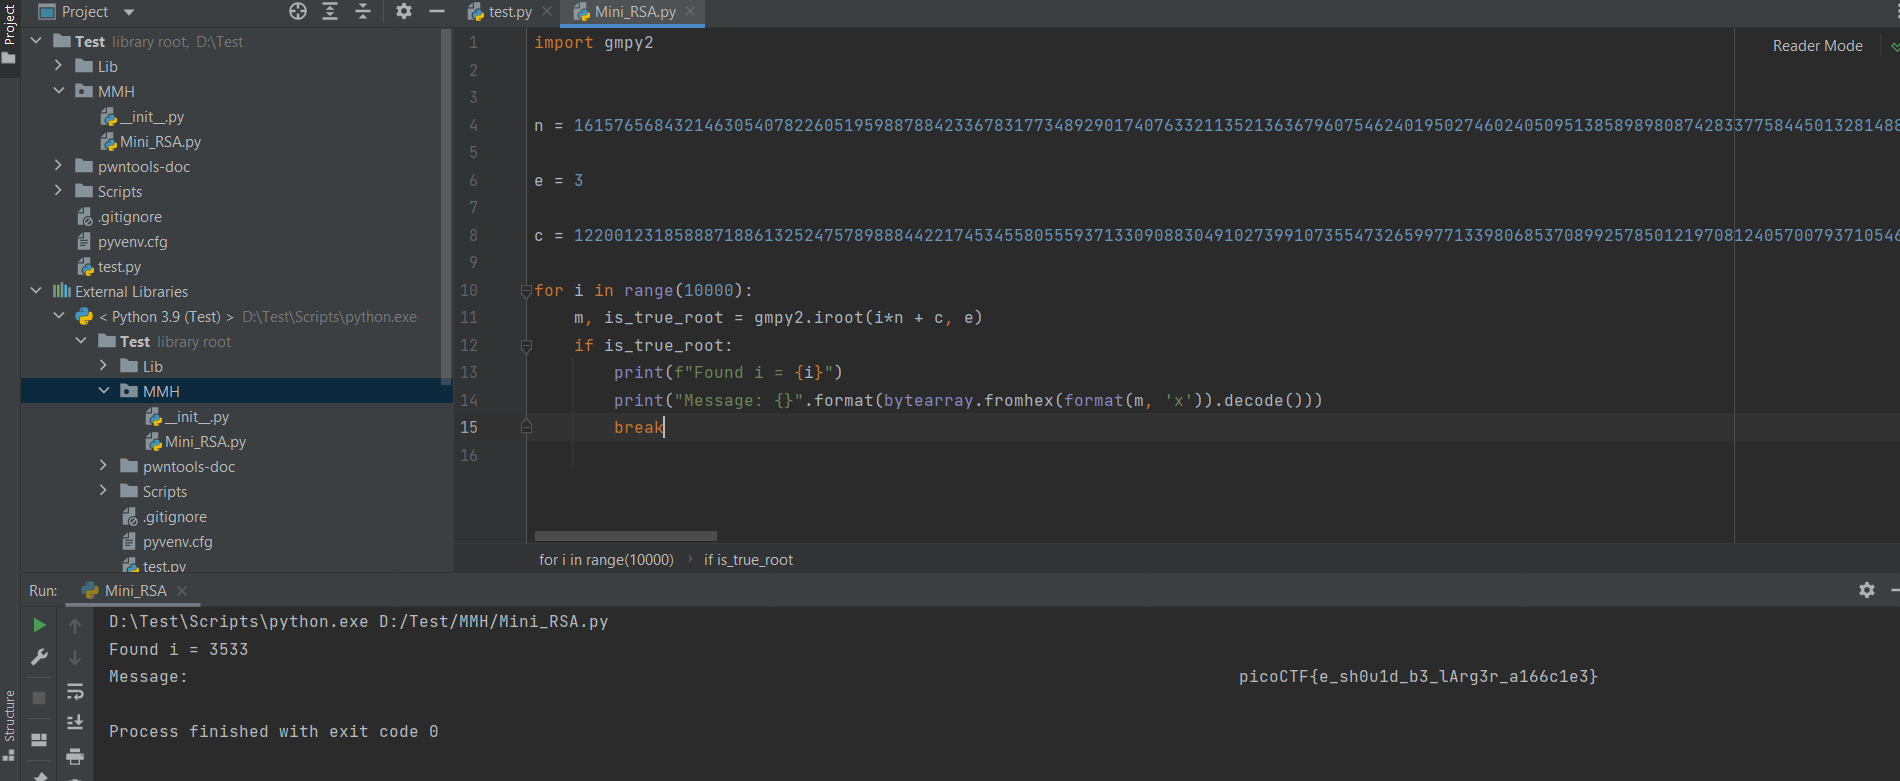 Project
Project
test.py
Mini_RSA.py
Test library root, D:\Test
Lib
MMH
__init__.py
Mini_RSA.py
pwntools-doc
Scripts
.gitignore
pyvenv.cfg
test.py
External Libraries
< Python 3.9 (Test) > D:\Test\Scripts\python.exe
Test library root
Lib
MMH
__init__.py
Mini_RSA.py
pwntools-doc
Scripts
.gitignore
pyvenv.cfg
test.py
Reader Mode
1 import gmpy2
2
3
4 n = 1615765684321463054078226051959887884233678317734892901740763321135213636796075462401950274602405095138589898087428337758445013281488
5
6 e = 3
7
8 c = 1220012318588871886132524757898884422174534558055593713309088304910273991073554732659977133980685370899257850121970812405700793710546
9
10 for i in range(10000):
11 m, is_true_root = gmpy2.iroot(i*n + c, e)
12 if is_true_root:
13 print(f"Found i = {i}")
14 print("Message: {}".format(bytearray.fromhex(format(m, 'x')).decode()))
15 break
16
for i in range(10000) › if is_true_root
Run: Mini_RSA
D:\Test\Scripts\python.exe D:/Test/MMH/Mini_RSA.py
Found i = 3533
Message: picoCTF{e_sh0u1d_b3_lArg3r_a166c1e3}
Process finished with exit code 0
Structure